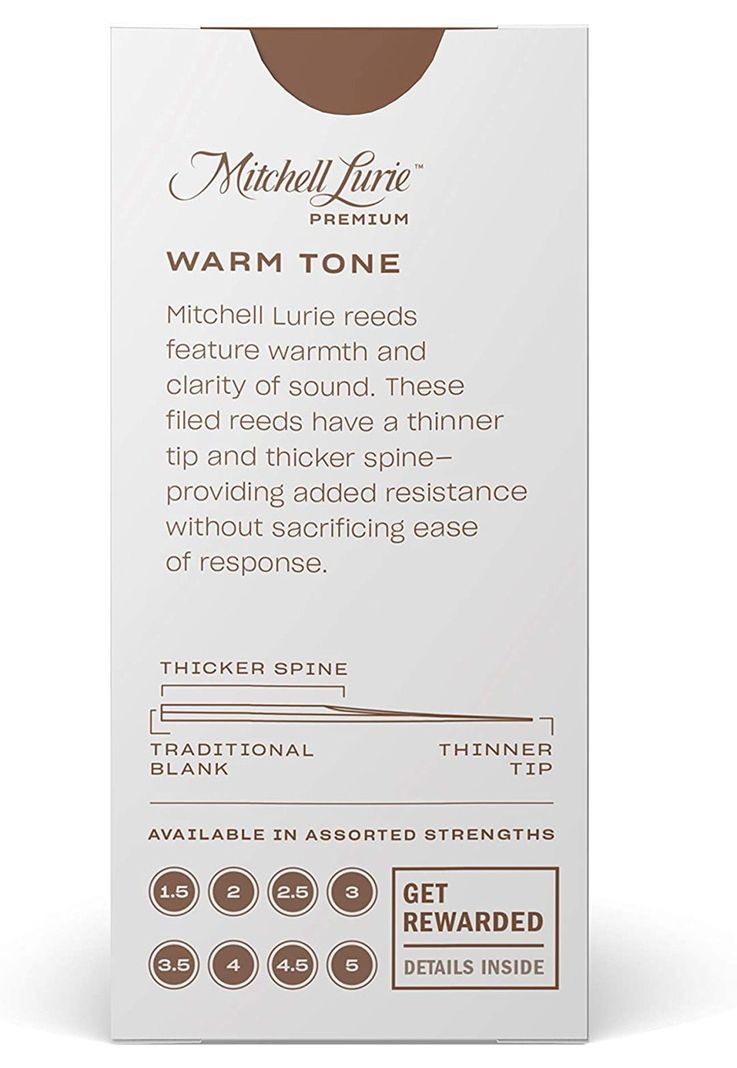 Mitchell Lurie™
PREMIUM
WARM TONE
Mitchell Lurie reeds
feature warmth and
clarity of sound. These
filed reeds have a thinner
tip and thicker spine–
providing added resistance
without sacrificing ease
of response.
THICKER SPINE
TRADITIONAL
BLANK
THINNER
TIP
AVAILABLE IN ASSORTED STRENGTHS
1.5 2 2.5 3
3.5 4 4.5 5
GET
REWARDED
DETAILS INSIDE